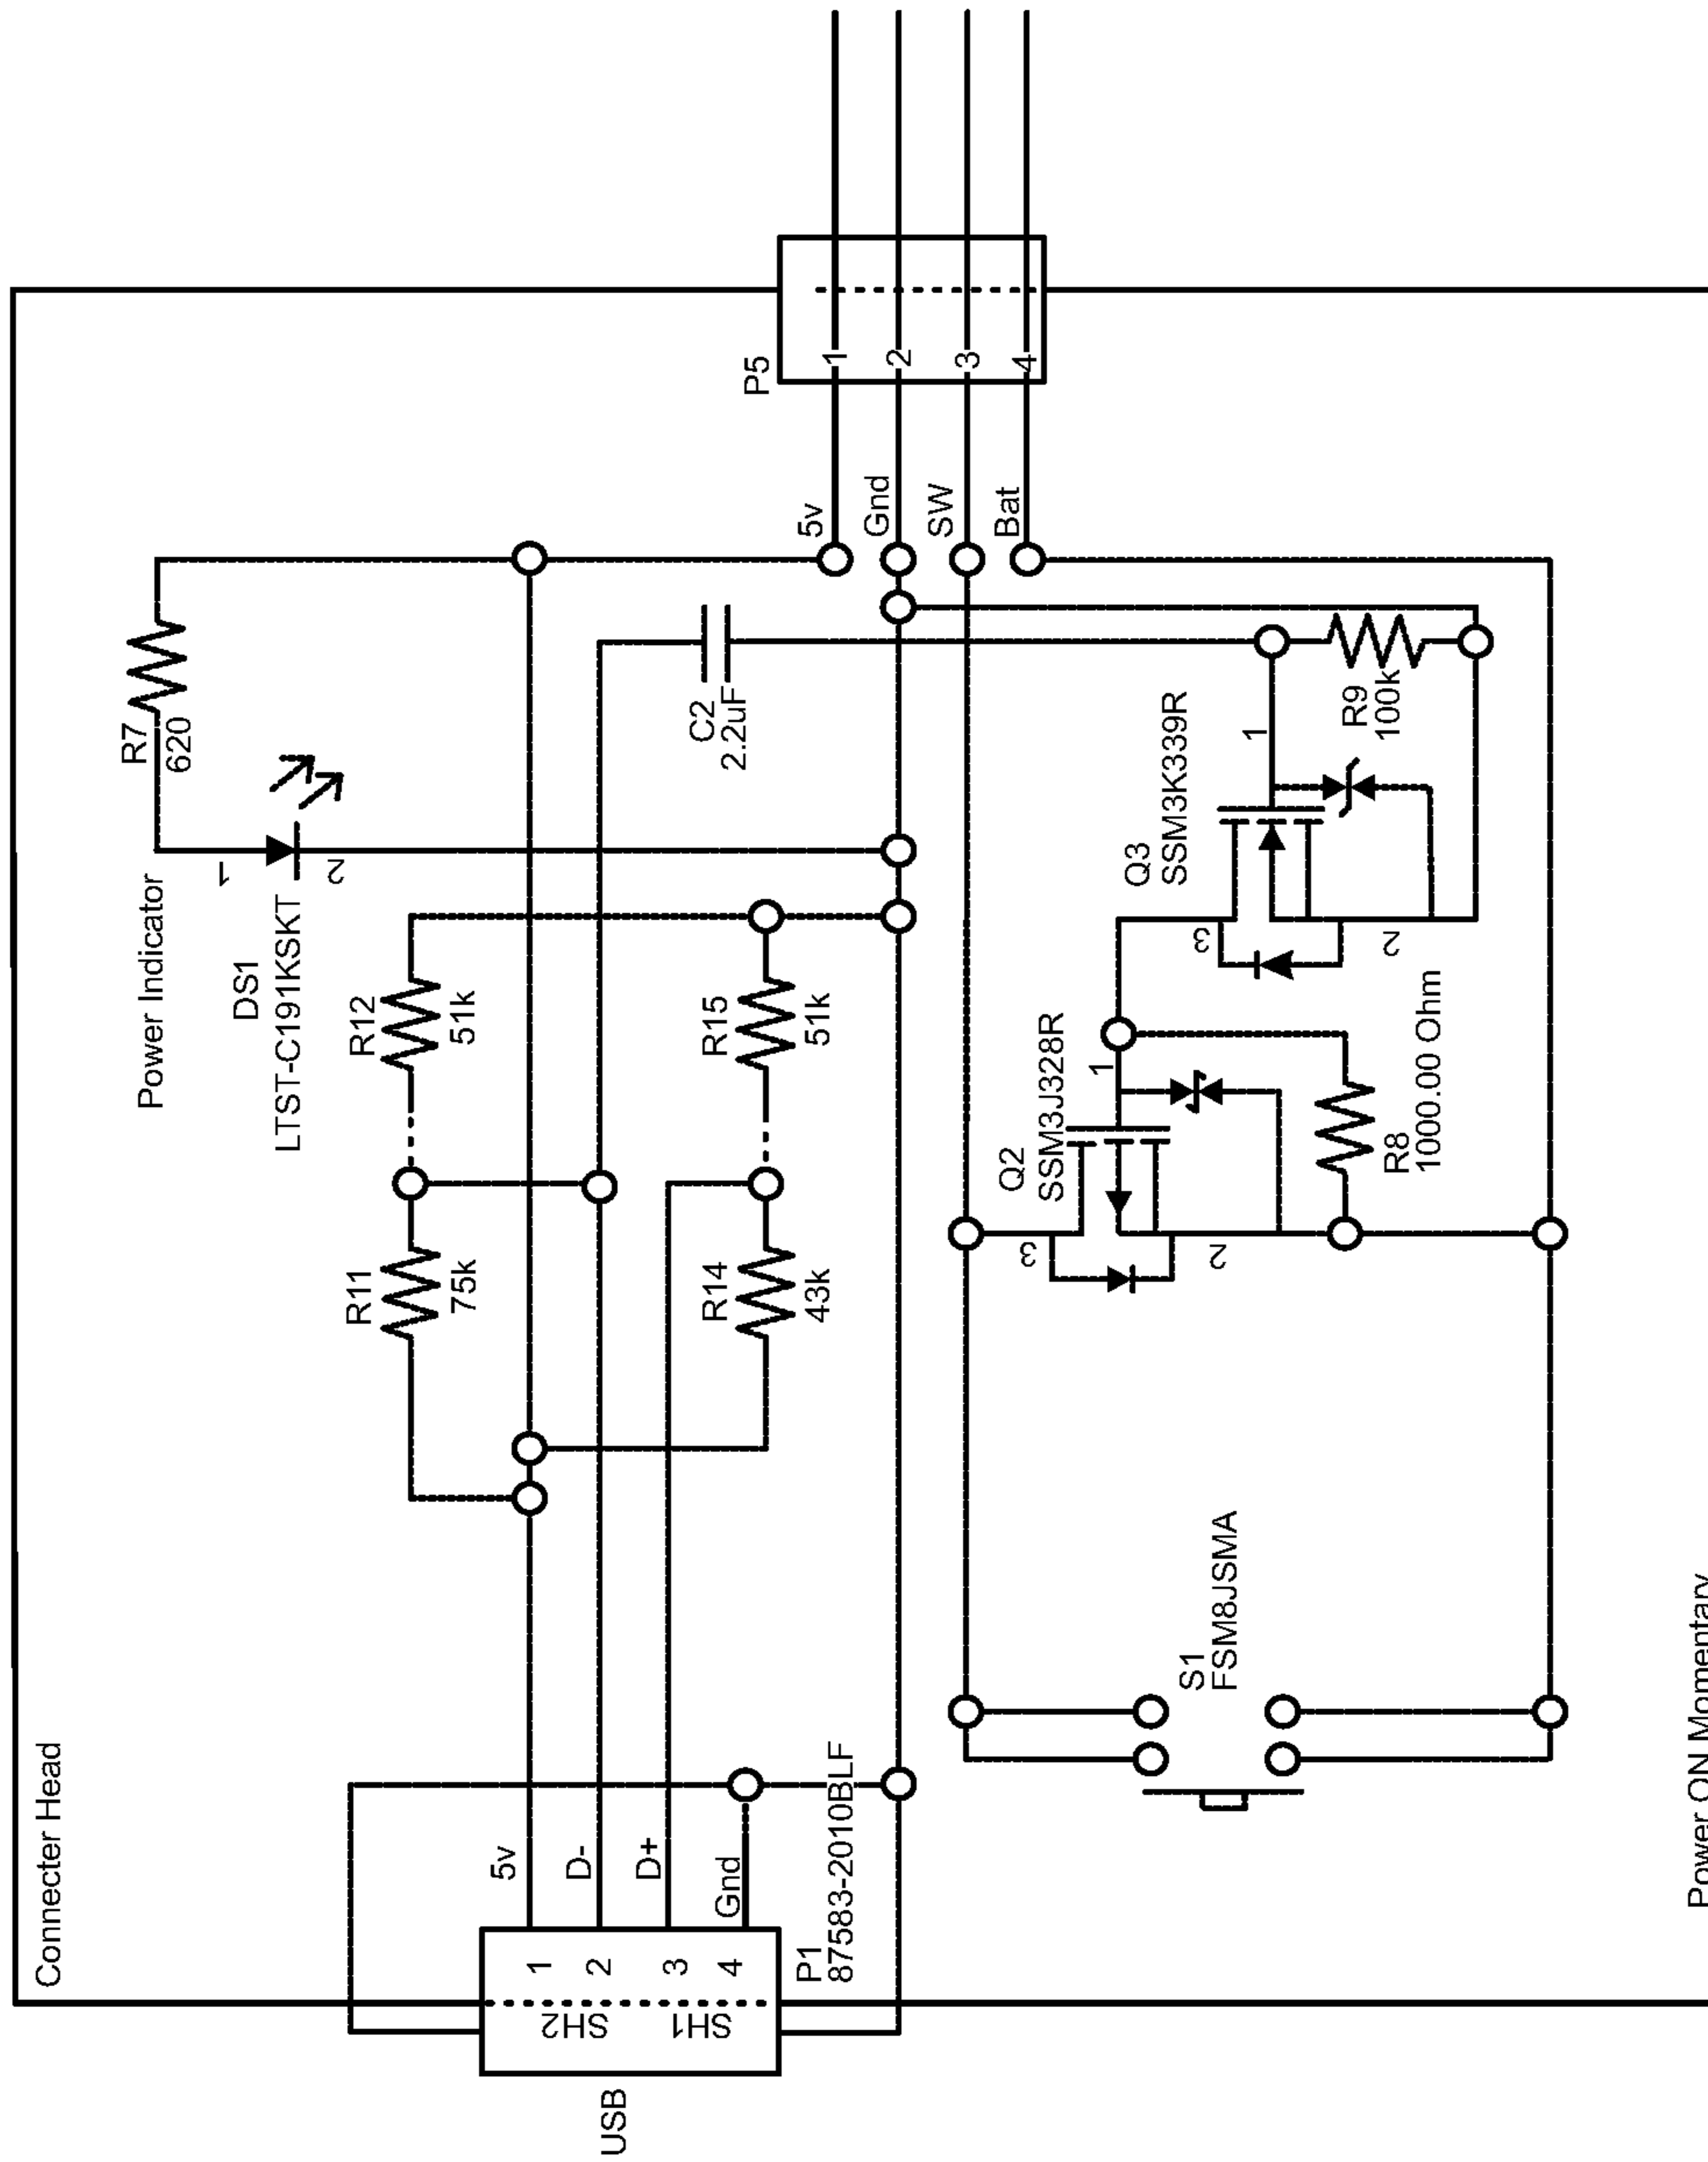 Connecter Head
Power Indicator
R7
620
1
2
DS1
LTST-C191KSKT
R11
75k
R12
51k
R14
43k
R15
51k
C2
2.2uF
USB
SH2
SH1
1
2
3
4
5v
D-
D+
Gnd
P1
87583-2010BLF
P5
1
2
3
4
5v
Gnd
SW
Bat
Q2
SSM3J328R
1
3
2
R8
1000.00 Ohm
Q3
SSM3K339R
1
3
2
R9
100k
S1
FSM8JSMA
Power ON Momentary